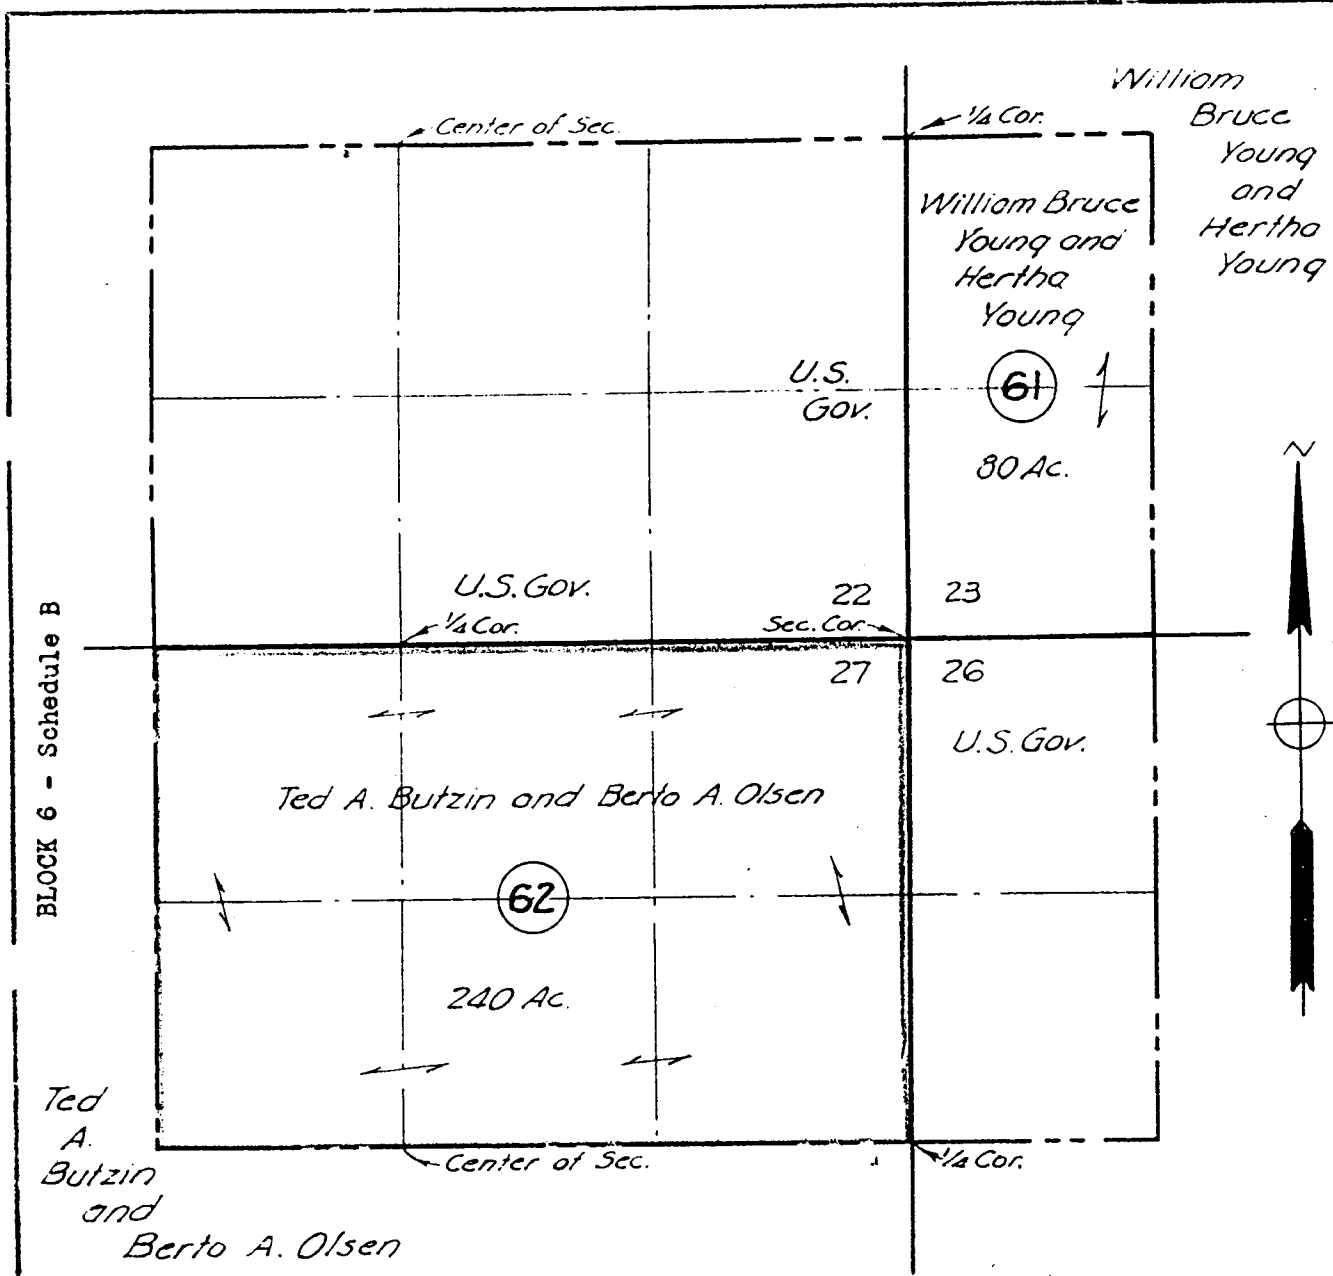 William
Bruce
Young
and
Hertha
Young
Center of Sec.
1/4 Cor.
William Bruce
Young and
Hertha
Young
U.S.
Gov.
61
80 Ac.
N
U.S. Gov.
1/4 Cor.
22
23
Sec. Cor.
27
26
U.S. Gov.
BLOCK 6 - Schedule B
Ted A. Butzin and Berto A. Olsen
62
240 Ac.
Ted
A.
Butzin
and
Berto A. Olsen
Center of Sec.
1/4 Cor.